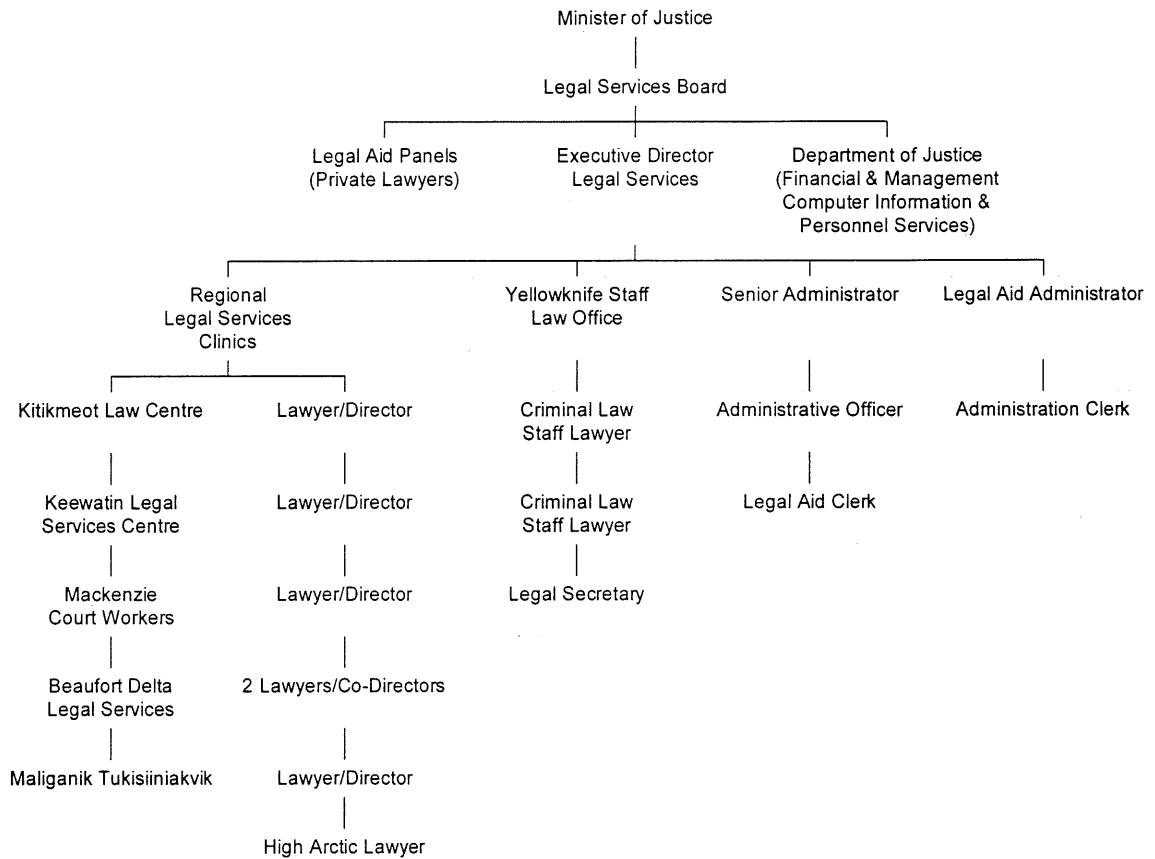 Minister of Justice
Legal Services Board
Legal Aid Panels
(Private Lawyers)
Executive Director
Legal Services
Department of Justice
(Financial & Management
Computer Information &
Personnel Services)
Regional
Legal Services
Clinics
Yellowknife Staff
Law Office
Senior Administrator
Legal Aid Administrator
Kitikmeot Law Centre
Lawyer/Director
Criminal Law
Staff Lawyer
Administrative Officer
Administration Clerk
Keewatin Legal
Services Centre
Lawyer/Director
Criminal Law
Staff Lawyer
Legal Aid Clerk
Mackenzie
Court Workers
Lawyer/Director
Legal Secretary
Beaufort Delta
Legal Services
2 Lawyers/Co-Directors
Maliganik Tukisiiniakvik
Lawyer/Director
High Arctic Lawyer